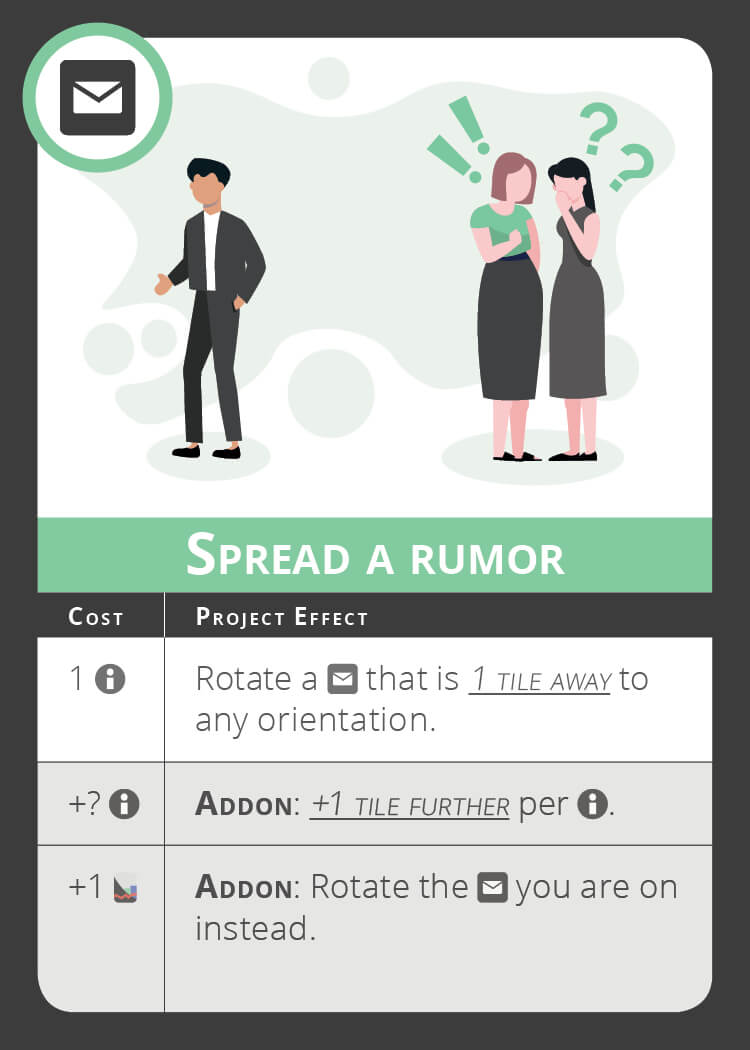 !! ??
Spread a rumor
Cost Project Effect
1 Rotate a that is 1 tile away to
any orientation.
+? Addon: +1 tile further per .
+1 Addon: Rotate the you are on
instead.